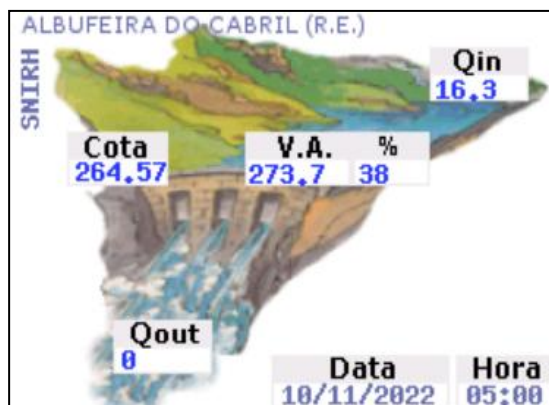 ALBUFEIRA DO CABRIL (R.E.)
SNIRH
Qin
16.3
Cota
264.57
V.A. %
273.7 38
Qout
0
Data Hora
10/11/2022 05:00